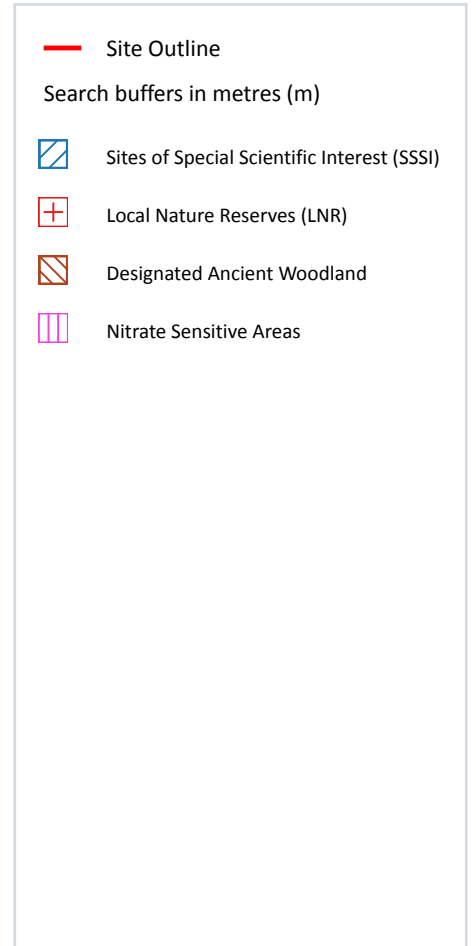 Site Outline
Search buffers in metres (m)
Sites of Special Scientific Interest (SSSI)
Local Nature Reserves (LNR)
Designated Ancient Woodland
Nitrate Sensitive Areas